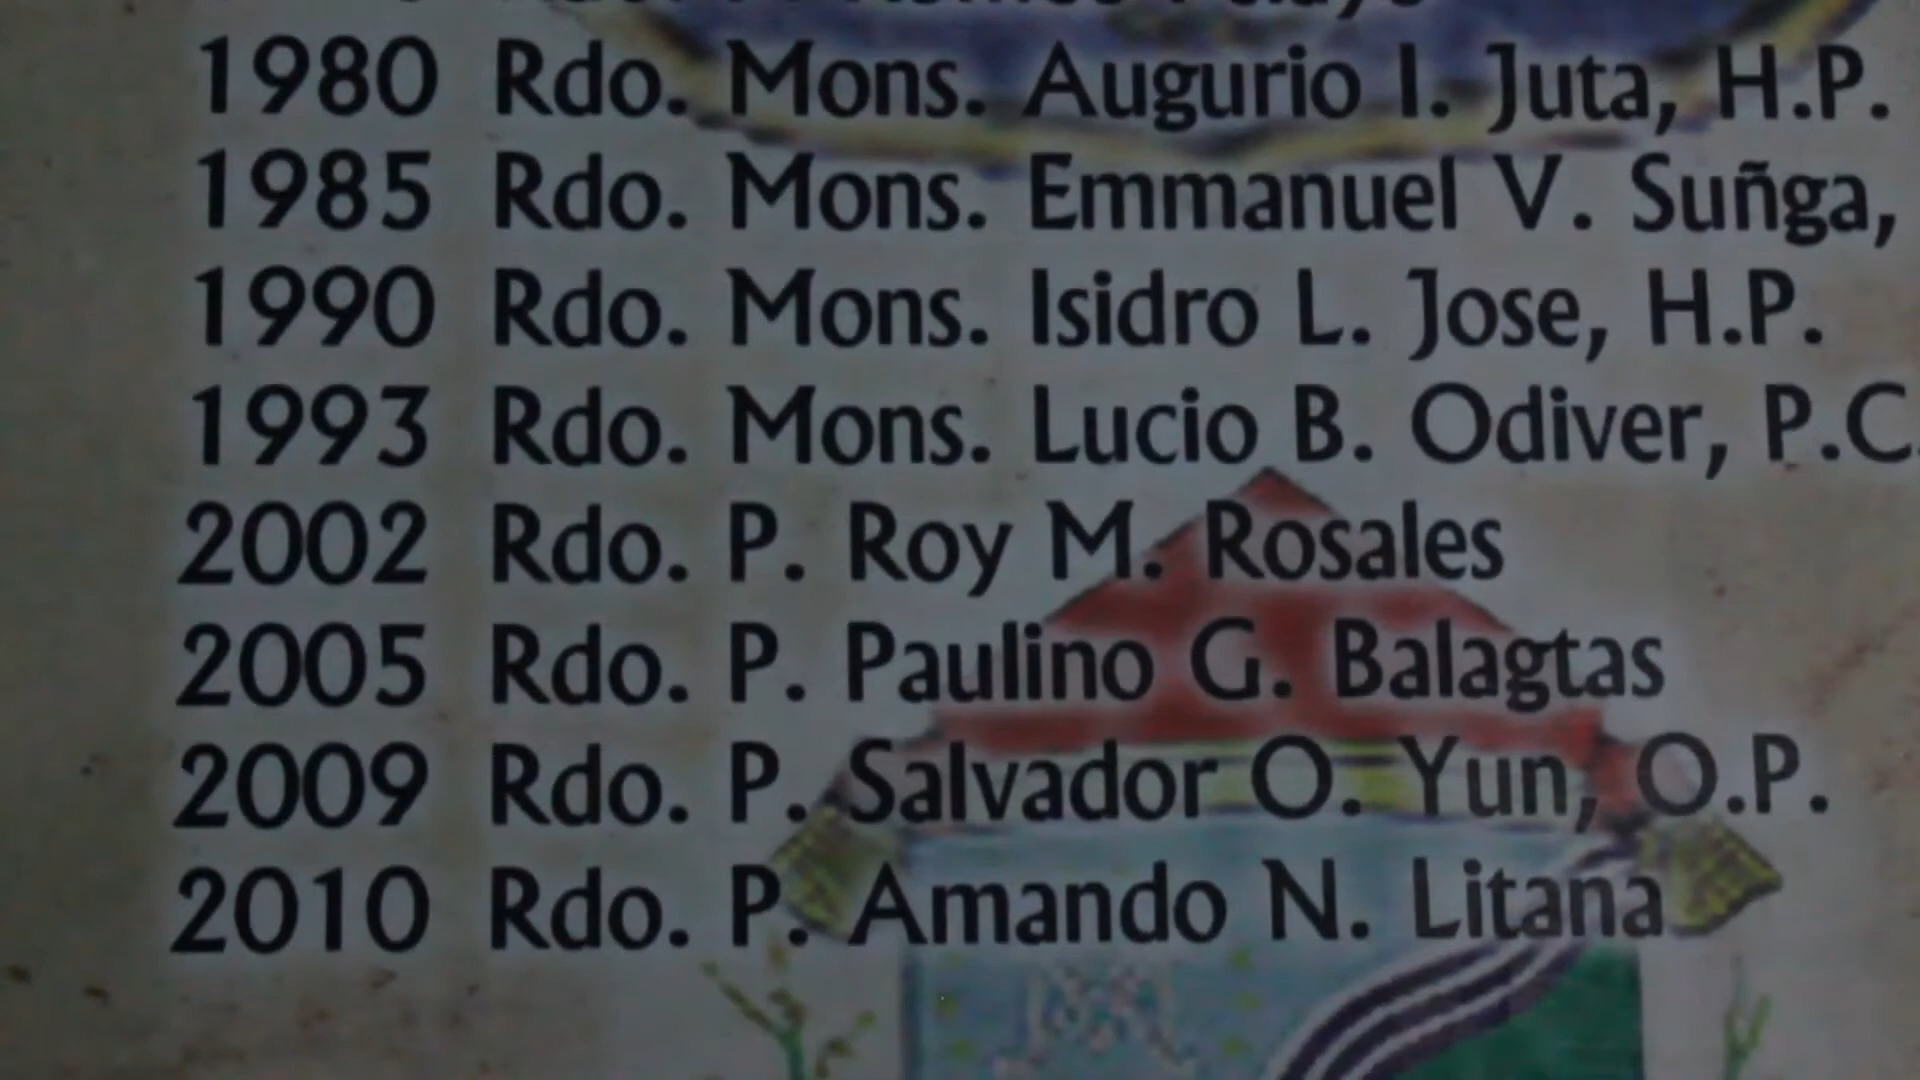 1980 Rdo. Mons. Augurio I. Juta, H.P.
1985 Rdo. Mons. Emmanuel V. Suñga,
1990 Rdo. Mons. Isidro L. Jose, H.P.
1993 Rdo. Mons. Lucio B. Odiver, P.C.
2002 Rdo. P. Roy M. Rosales
2005 Rdo. P. Paulino G. Balagtas
2009 Rdo. P. Salvador O. Yun, O.P.
2010 Rdo. P. Amando N. Litana